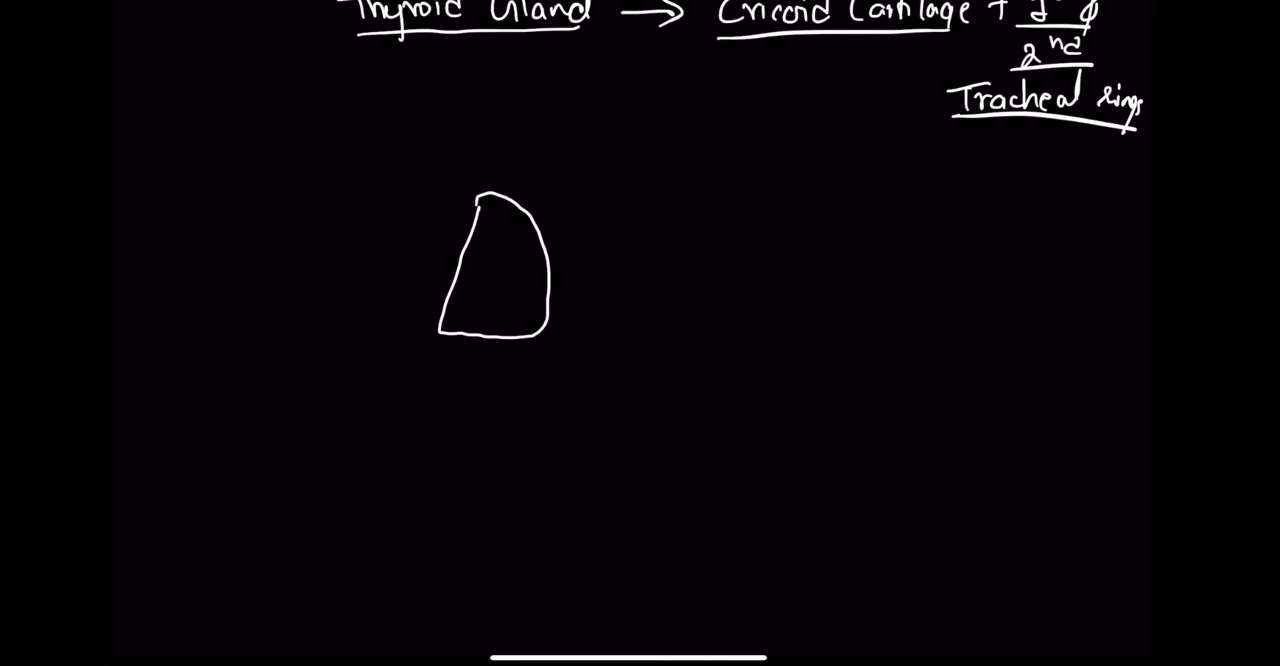 Thyroid Gland → Cricoid Cartilage +
2nd
Tracheal rings